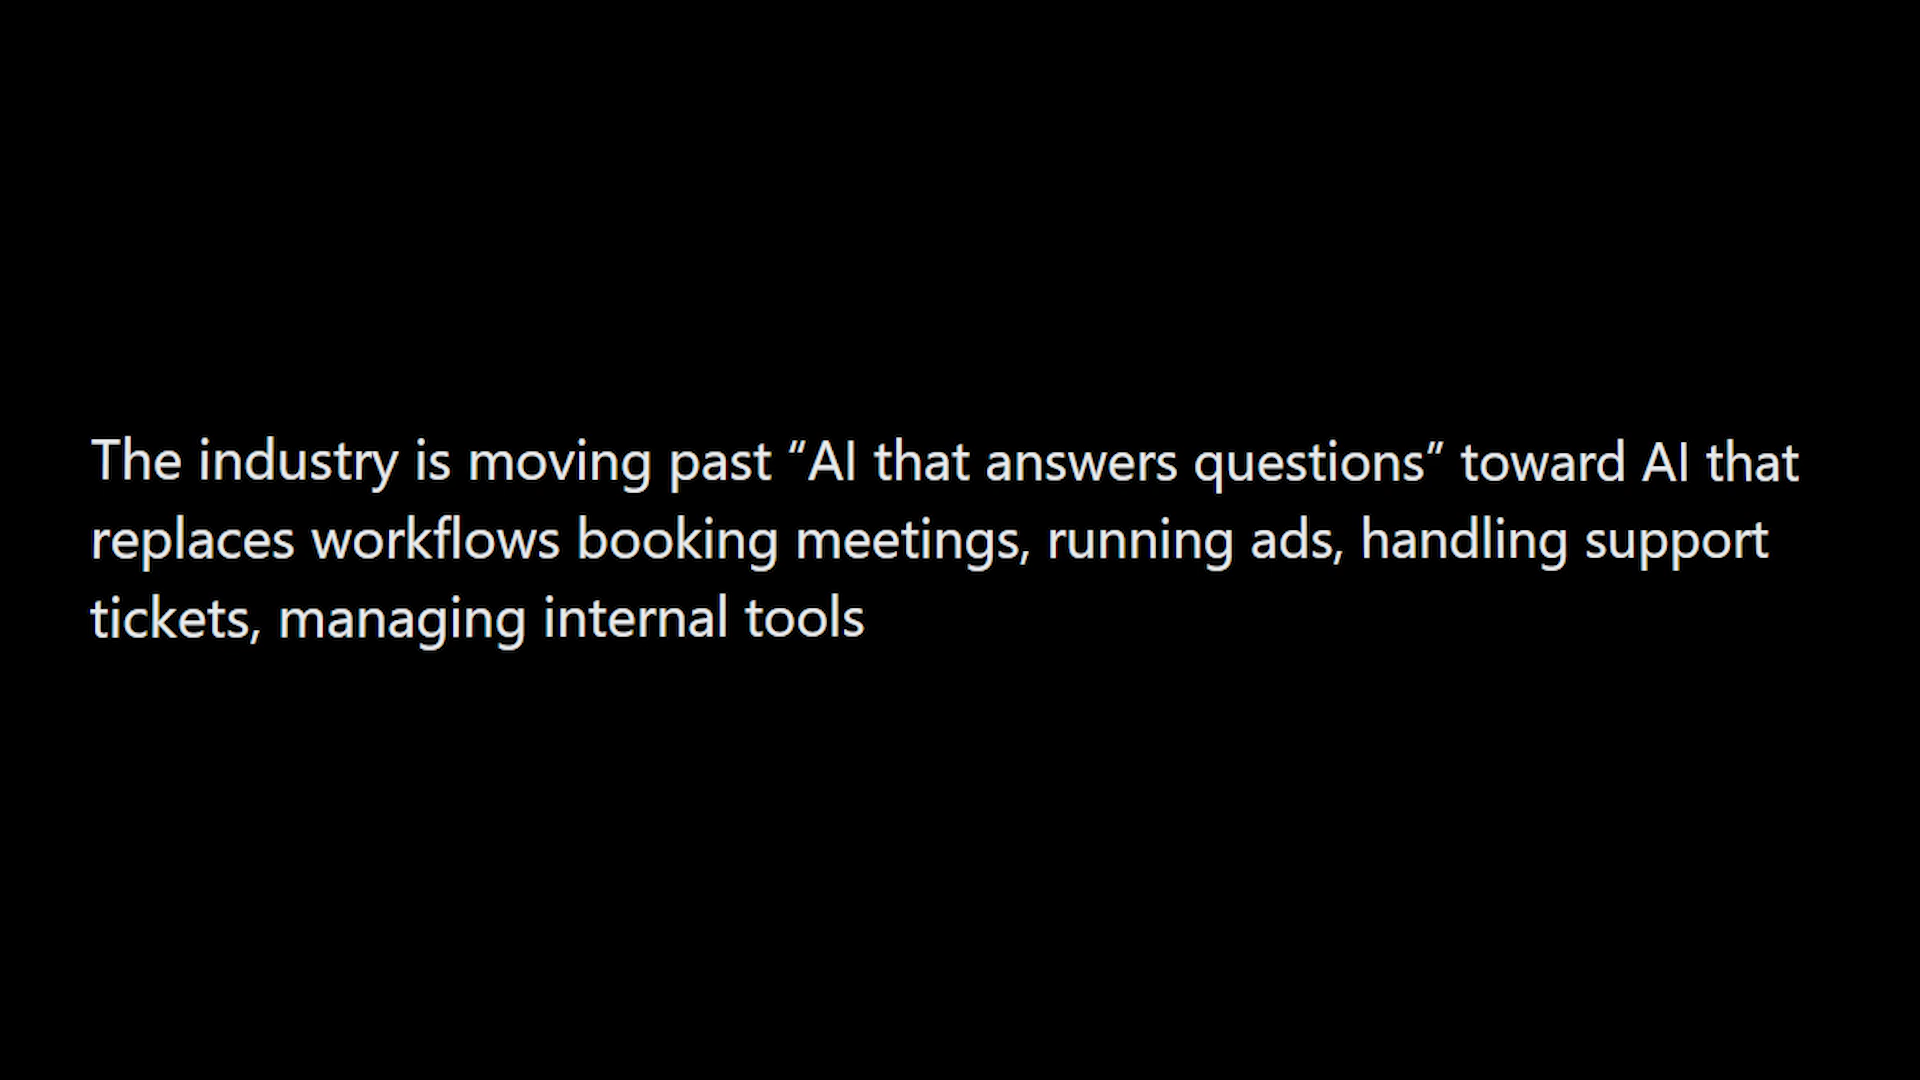 The industry is moving past “AI that answers questions” toward AI that
replaces workflows booking meetings, running ads, handling support
tickets, managing internal tools